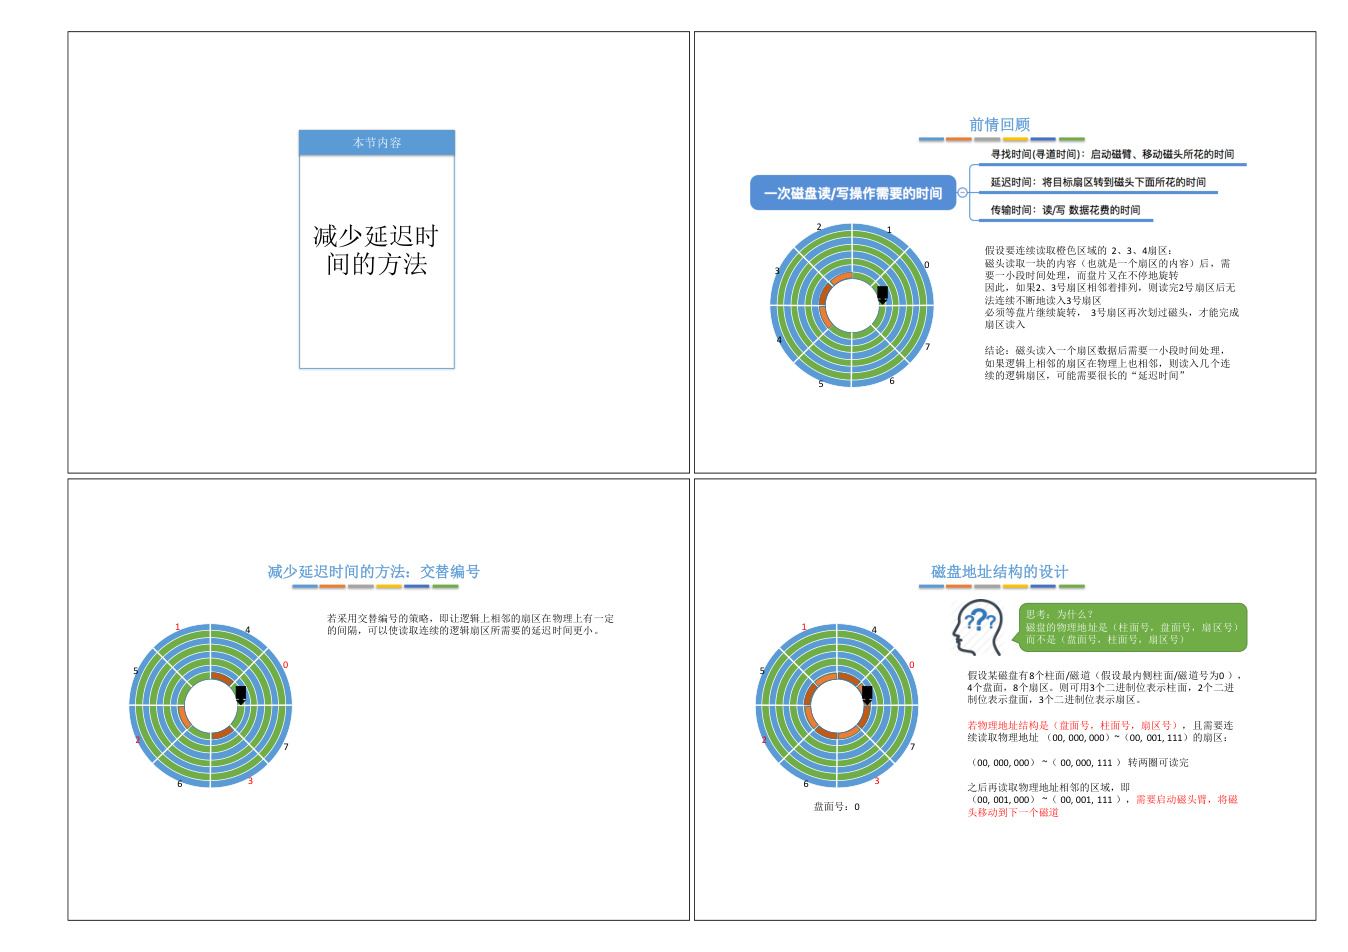 本节内容
减少延迟时
间的方法
前情回顾
一次磁盘读/写操作需要的时间
寻找时间(寻道时间)：启动磁臂、移动磁头所花的时间
延迟时间：将目标扇区转到磁头下面所花的时间
传输时间：读/写 数据花费的时间
2
1
3
0
4
7
5
6
假设要连续读取橙色区域的 2、3、4扇区：
磁头读取一块的内容（也就是一个扇区的内容）后，需
要一小段时间处理，而盘片又在不停地旋转
因此，如果2、3号扇区相邻着排列，则读完2号扇区后无
法连续不断地读入3号扇区
必须等盘片继续旋转， 3号扇区再次划过磁头，才能完成
扇区读入
结论：磁头读入一个扇区数据后需要一小段时间处理，
如果逻辑上相邻的扇区在物理上也相邻，则读入几个连
续的逻辑扇区，可能需要很长的“延迟时间”
减少延迟时间的方法：交替编号
1
4
5
0
2
7
6
3
若采用交替编号的策略，即让逻辑上相邻的扇区在物理上有一定
的间隔，可以使读取连续的逻辑扇区所需要的延迟时间更小。
磁盘地址结构的设计
???
思考：为什么？
磁盘的物理地址是（柱面号，盘面号，扇区号）
而不是（盘面号，柱面号，扇区号）
1
4
5
0
2
7
6
3
盘面号：0
假设某磁盘有8个柱面/磁道（假设最内侧柱面/磁道号为0 ），
4个盘面，8个扇区。则可用3个二进制位表示柱面，2个二进
制位表示盘面，3个二进制位表示扇区。
若物理地址结构是（盘面号，柱面号，扇区号），且需要连
续读取物理地址 （00, 000, 000）~（00, 001, 111）的扇区：
（00, 000, 000） ~（ 00, 000, 111 ） 转两圈可读完
之后再读取物理地址相邻的区域，即
（00, 001, 000） ~（ 00, 001, 111 ），需要启动磁头臂，将磁
头移动到下一个磁道